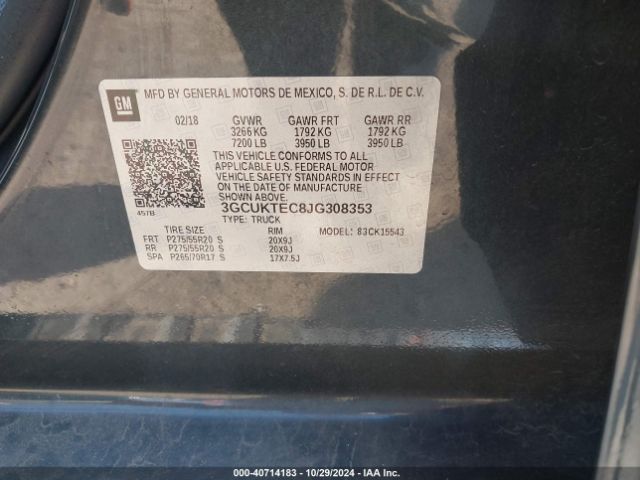 GM
MFD BY GENERAL MOTORS DE MEXICO, S. DE R.L. DE C.V.
02/18 GVWR GAWR FRT GAWR RR
3266 KG 1792 KG 1792 KG
7200 LB 3950 LB 3950 LB
THIS VEHICLE CONFORMS TO ALL
APPLICABLE U.S. FEDERAL MOTOR
VEHICLE SAFETY STANDARDS IN EFFECT
ON THE DATE OF MANUFACTURE
SHOWN ABOVE.
3GCUKTEC8JG308353
TYPE: TRUCK
TIRE SIZE RIM MODEL: 83CK15543
FRT P275/55R20 S 20X9J
RR P275/55R20 S 20X9J
SPA P265/70R17 S 17X7.5J
000-40714183 - 10/29/2024 - IAA Inc.